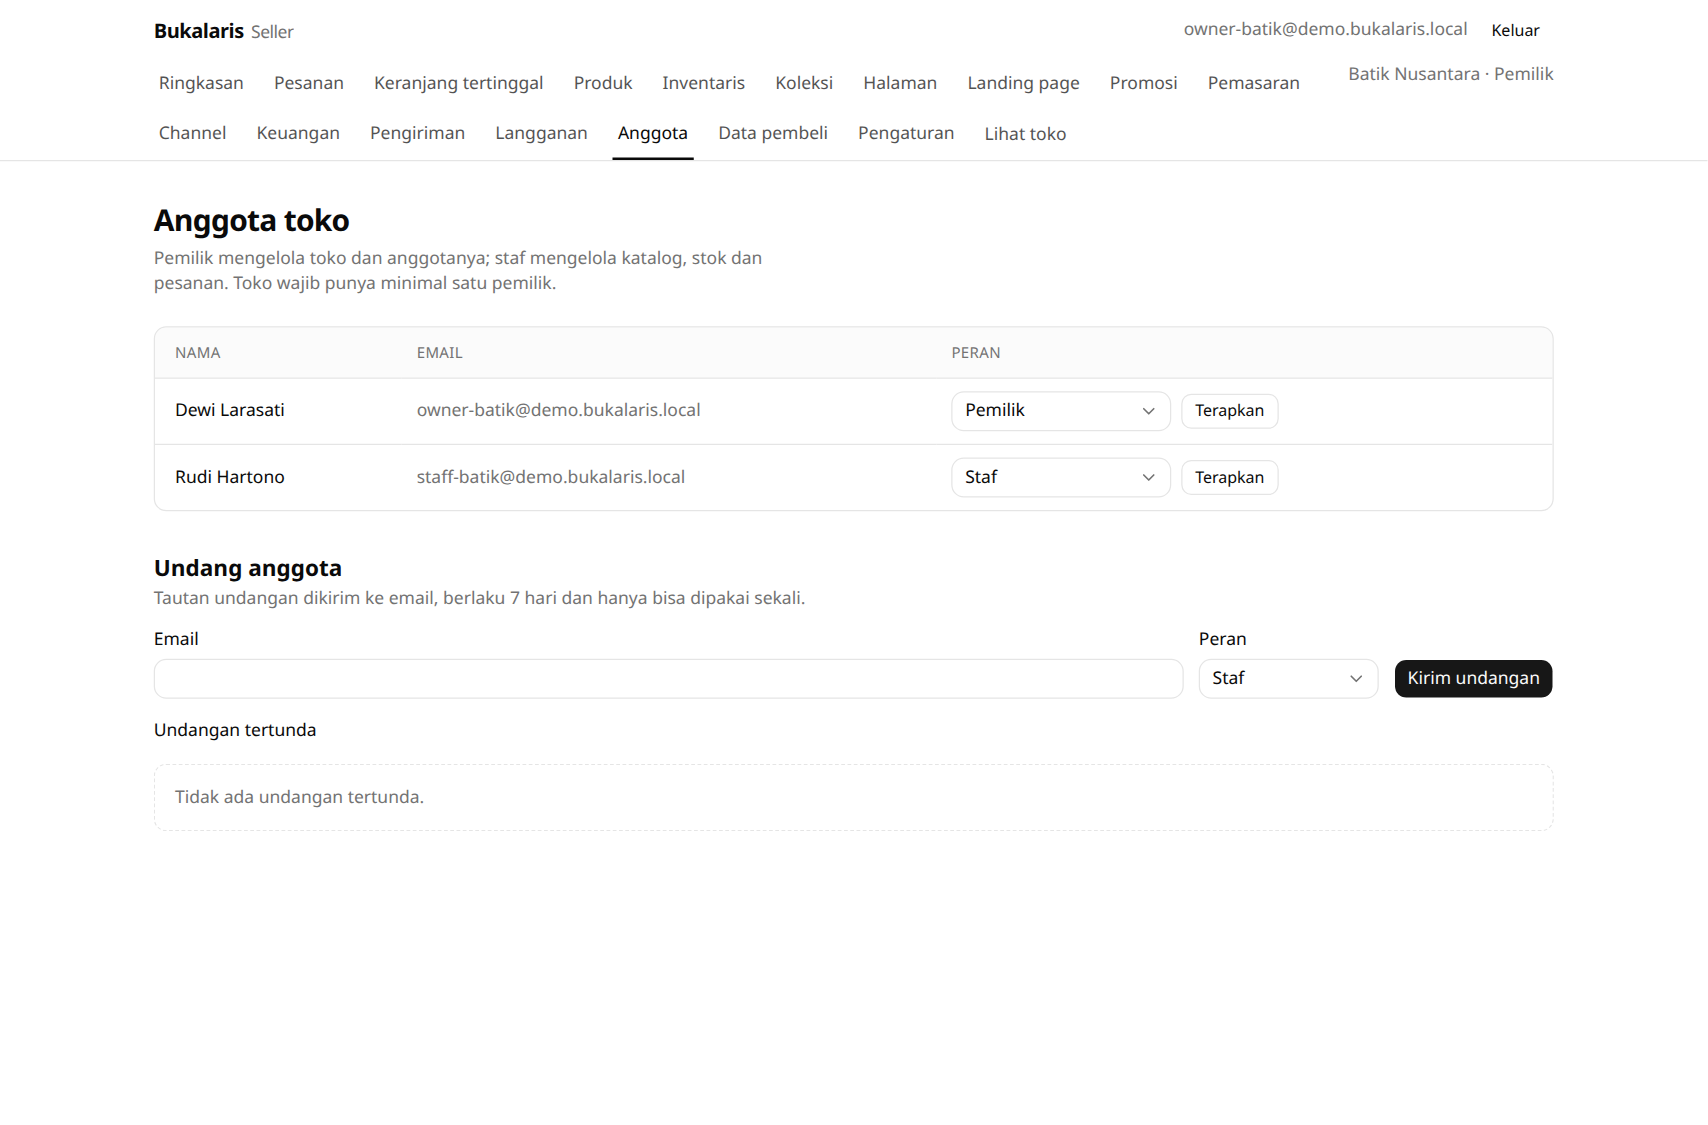 Bukalaris Seller
owner-batik@demo.bukalaris.local Keluar
Ringkasan Pesanan Keranjang tertinggal Produk Inventaris Koleksi Halaman Landing page Promosi Pemasaran
Batik Nusantara · Pemilik
Channel Keuangan Pengiriman Langganan Anggota Data pembeli Pengaturan Lihat toko
Anggota toko
Pemilik mengelola toko dan anggotanya; staf mengelola katalog, stok dan
pesanan. Toko wajib punya minimal satu pemilik.
NAMA EMAIL PERAN
Dewi Larasati owner-batik@demo.bukalaris.local Pemilik Terapkan
Rudi Hartono staff-batik@demo.bukalaris.local Staf Terapkan
Undang anggota
Tautan undangan dikirim ke email, berlaku 7 hari dan hanya bisa dipakai sekali.
Email Peran
Staf Kirim undangan
Undangan tertunda
Tidak ada undangan tertunda.